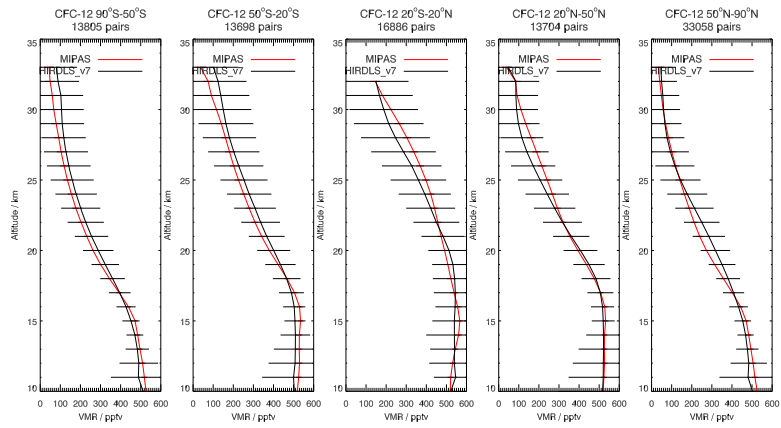 CFC-12 90°S-50°S
13805 pairs
MIPAS
HIRDLS_v7
35
30
25
20
15
10
Altitude / km
0 100 200 300 400 500 600
VMR / pptv
CFC-12 50°S-20°S
13698 pairs
MIPAS
HIRDLS_v7
35
30
25
20
15
10
Altitude / km
0 100 200 300 400 500 600
VMR / pptv
CFC-12 20°S-20°N
16886 pairs
MIPAS
HIRDLS_v7
35
30
25
20
15
10
Altitude / km
0 100 200 300 400 500 600
VMR / pptv
CFC-12 20°N-50°N
13704 pairs
MIPAS
HIRDLS_v7
35
30
25
20
15
10
Altitude / km
0 100 200 300 400 500 600
VMR / pptv
CFC-12 50°N-90°N
33058 pairs
MIPAS
HIRDLS_v7
35
30
25
20
15
10
Altitude / km
0 100 200 300 400 500 600
VMR / pptv